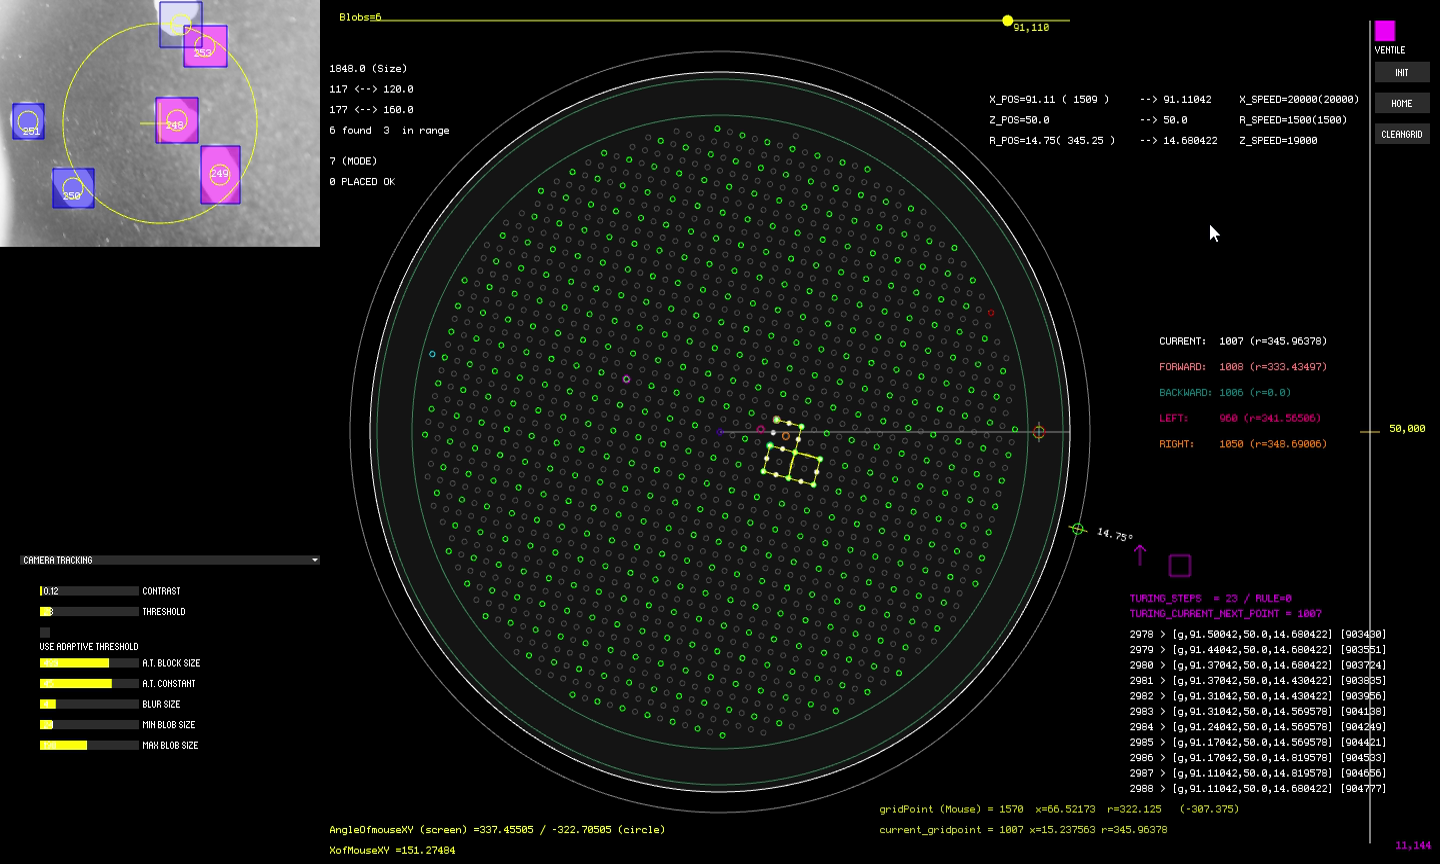 Blobs=6
91,110
253
246
251
249
250
1848.0 (Size)
117 <--> 120.0
177 <--> 160.0
6 found  3  in range
7 (MODE)
0 PLACED OK
X_POS=91.11 ( 1509 )     --> 91.11042     X_SPEED=20000(20000)
Z_POS=50.0               --> 50.0         R_SPEED=1500(1500)
R_POS=14.75( 345.25 )    --> 14.680422    Z_SPEED=19000
VENTILE
INIT
HOME
CLEANGRID
CURRENT:  1007 (r=345.96378)
FORWARD:  1008 (r=333.43497)
BACKWARD: 1006 (r=0.0)
LEFT:     960 (r=341.56506)
RIGHT:    1050 (r=348.69006)
50,000
14.75°
CAMERA TRACKING
0.12 CONTRAST
THRESHOLD
USE ADAPTIVE THRESHOLD
A.T. BLOCK SIZE
A.T. CONSTANT
BLUR SIZE
MIN BLOB SIZE
MAX BLOB SIZE
TURING_STEPS  = 23 / RULE=0
TURING_CURRENT_NEXT_POINT = 1007
2978 > [g,91.50042,50.0,14.680422] [903430]
2979 > [g,91.44042,50.0,14.680422] [903551]
2980 > [g,91.37042,50.0,14.680422] [903724]
2981 > [g,91.37042,50.0,14.430422] [903835]
2982 > [g,91.31042,50.0,14.430422] [903956]
2983 > [g,91.31042,50.0,14.569578] [904138]
2984 > [g,91.24042,50.0,14.569578] [904249]
2985 > [g,91.17042,50.0,14.569578] [904421]
2986 > [g,91.17042,50.0,14.819578] [904533]
2987 > [g,91.11042,50.0,14.819578] [904656]
2988 > [g,91.11042,50.0,14.680422] [904777]
gridPoint (Mouse) = 1570  x=66.52173  r=322.125   (-307.375)
current_gridpoint = 1007 x=15.237563 r=345.96378
AngleOfmouseXY (screen) =337.45505 / -322.70505 (circle)
XofMouseXY =151.27484
11,144